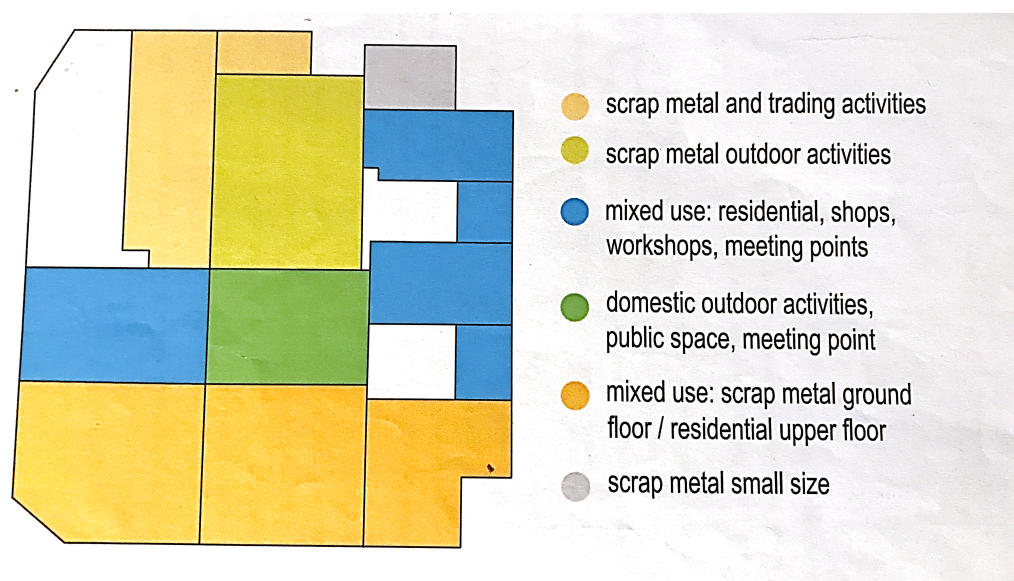 scrap metal and trading activities
scrap metal outdoor activities
mixed use: residential, shops,
workshops, meeting points
domestic outdoor activities,
public space, meeting point
mixed use: scrap metal ground
floor / residential upper floor
scrap metal small size